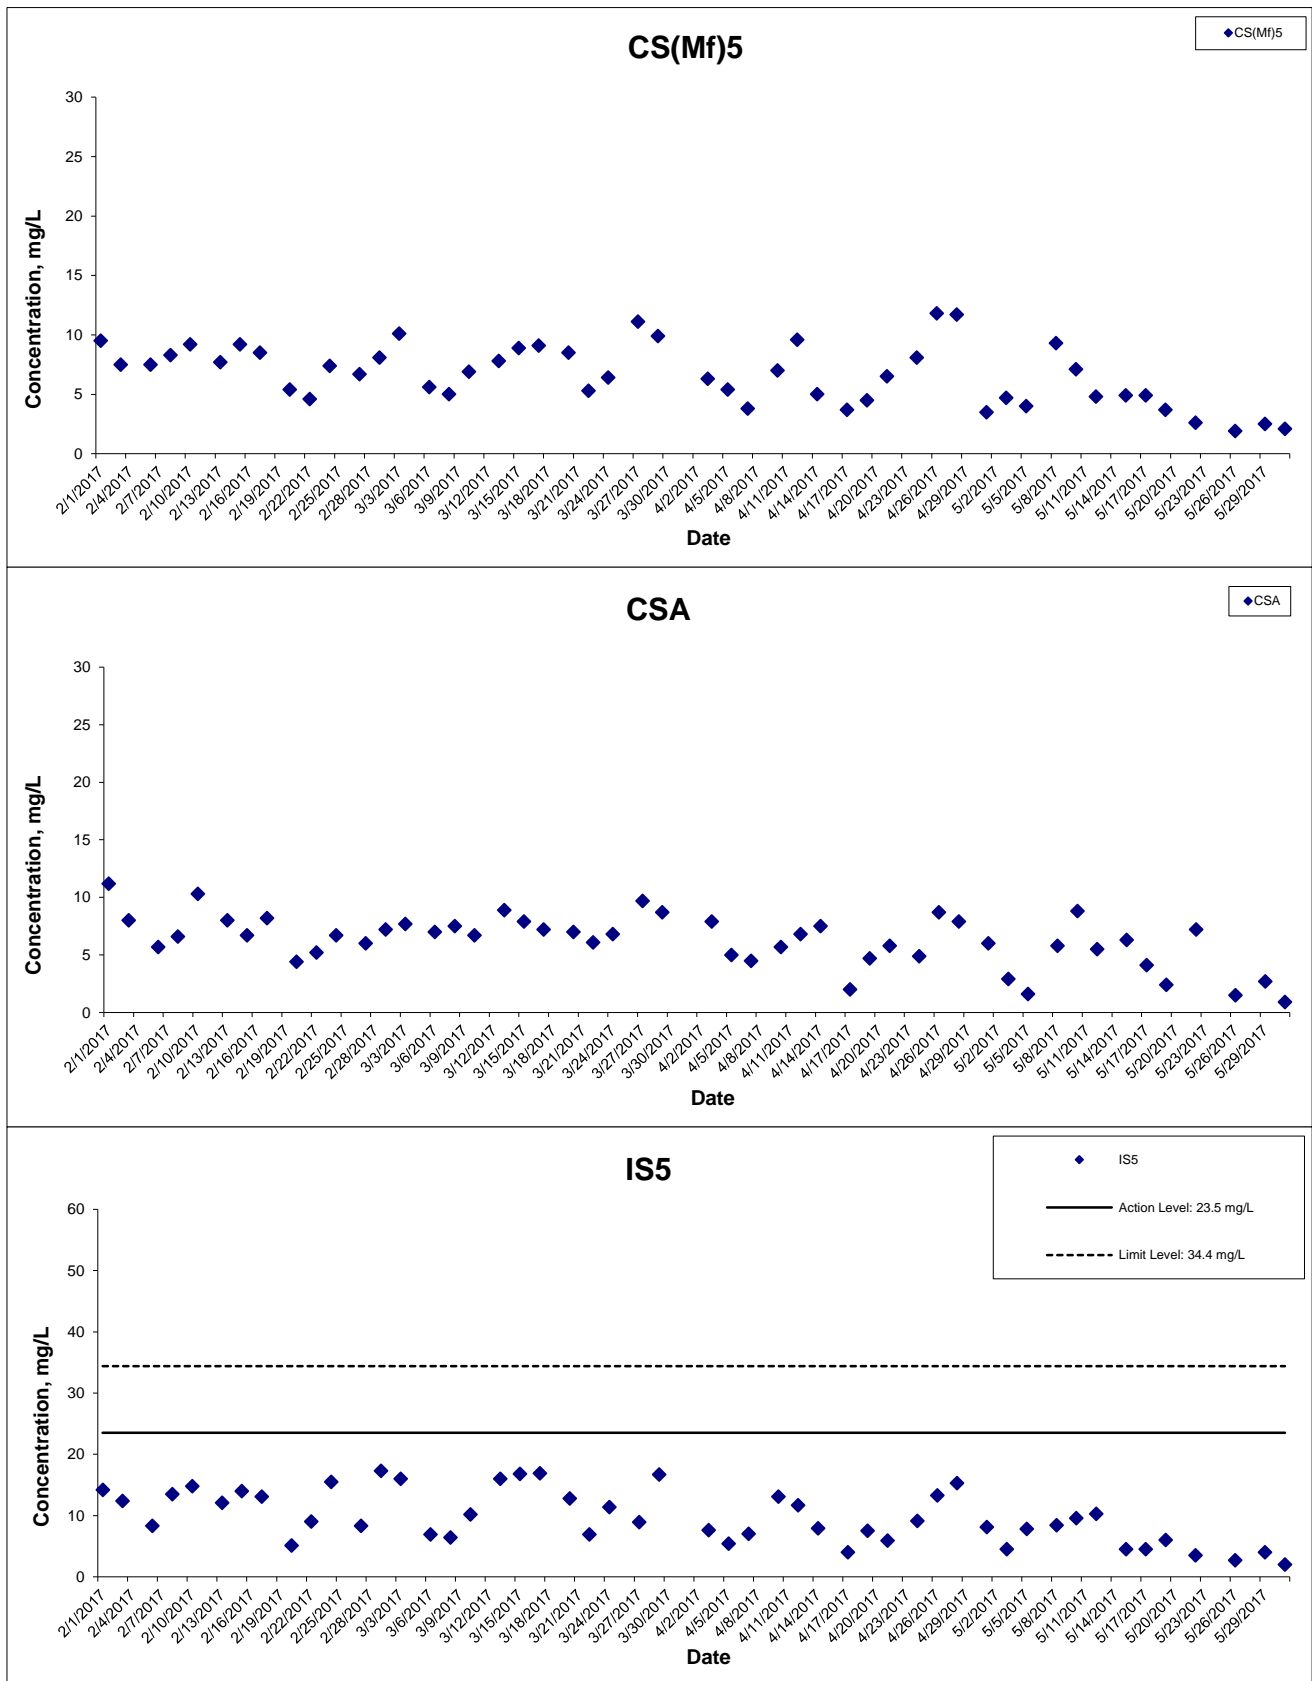 CS(Mf)5
CS(Mf)5
Concentration, mg/L
30
25
20
15
10
5
0
2/1/2017 2/4/2017 2/7/2017 2/10/2017 2/13/2017 2/16/2017 2/19/2017 2/22/2017 2/25/2017 2/28/2017 3/3/2017 3/6/2017 3/9/2017 3/12/2017 3/15/2017 3/18/2017 3/21/2017 3/24/2017 3/27/2017 3/30/2017 4/2/2017 4/5/2017 4/8/2017 4/11/2017 4/14/2017 4/17/2017 4/20/2017 4/23/2017 4/26/2017 4/29/2017 5/2/2017 5/5/2017 5/8/2017 5/11/2017 5/14/2017 5/17/2017 5/20/2017 5/23/2017 5/26/2017 5/29/2017
Date
CSA
CSA
Concentration, mg/L
30
25
20
15
10
5
0
2/1/2017 2/4/2017 2/7/2017 2/10/2017 2/13/2017 2/16/2017 2/19/2017 2/22/2017 2/25/2017 2/28/2017 3/3/2017 3/6/2017 3/9/2017 3/12/2017 3/15/2017 3/18/2017 3/21/2017 3/24/2017 3/27/2017 3/30/2017 4/2/2017 4/5/2017 4/8/2017 4/11/2017 4/14/2017 4/17/2017 4/20/2017 4/23/2017 4/26/2017 4/29/2017 5/2/2017 5/5/2017 5/8/2017 5/11/2017 5/14/2017 5/17/2017 5/20/2017 5/23/2017 5/26/2017 5/29/2017
Date
IS5
IS5
Action Level: 23.5 mg/L
Limit Level: 34.4 mg/L
Concentration, mg/L
60
50
40
30
20
10
0
2/1/2017 2/4/2017 2/7/2017 2/10/2017 2/13/2017 2/16/2017 2/19/2017 2/22/2017 2/25/2017 2/28/2017 3/3/2017 3/6/2017 3/9/2017 3/12/2017 3/15/2017 3/18/2017 3/21/2017 3/24/2017 3/27/2017 3/30/2017 4/2/2017 4/5/2017 4/8/2017 4/11/2017 4/14/2017 4/17/2017 4/20/2017 4/23/2017 4/26/2017 4/29/2017 5/2/2017 5/5/2017 5/8/2017 5/11/2017 5/14/2017 5/17/2017 5/20/2017 5/23/2017 5/26/2017 5/29/2017
Date